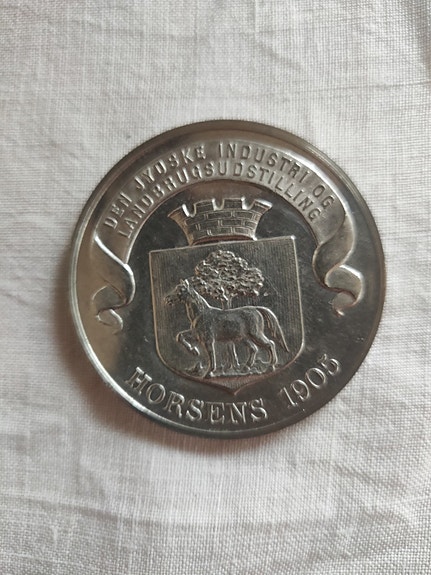 DEN JYDSKE INDUSTRI OG
LANDBRUGSUDSTILLING
HORSENS 1905